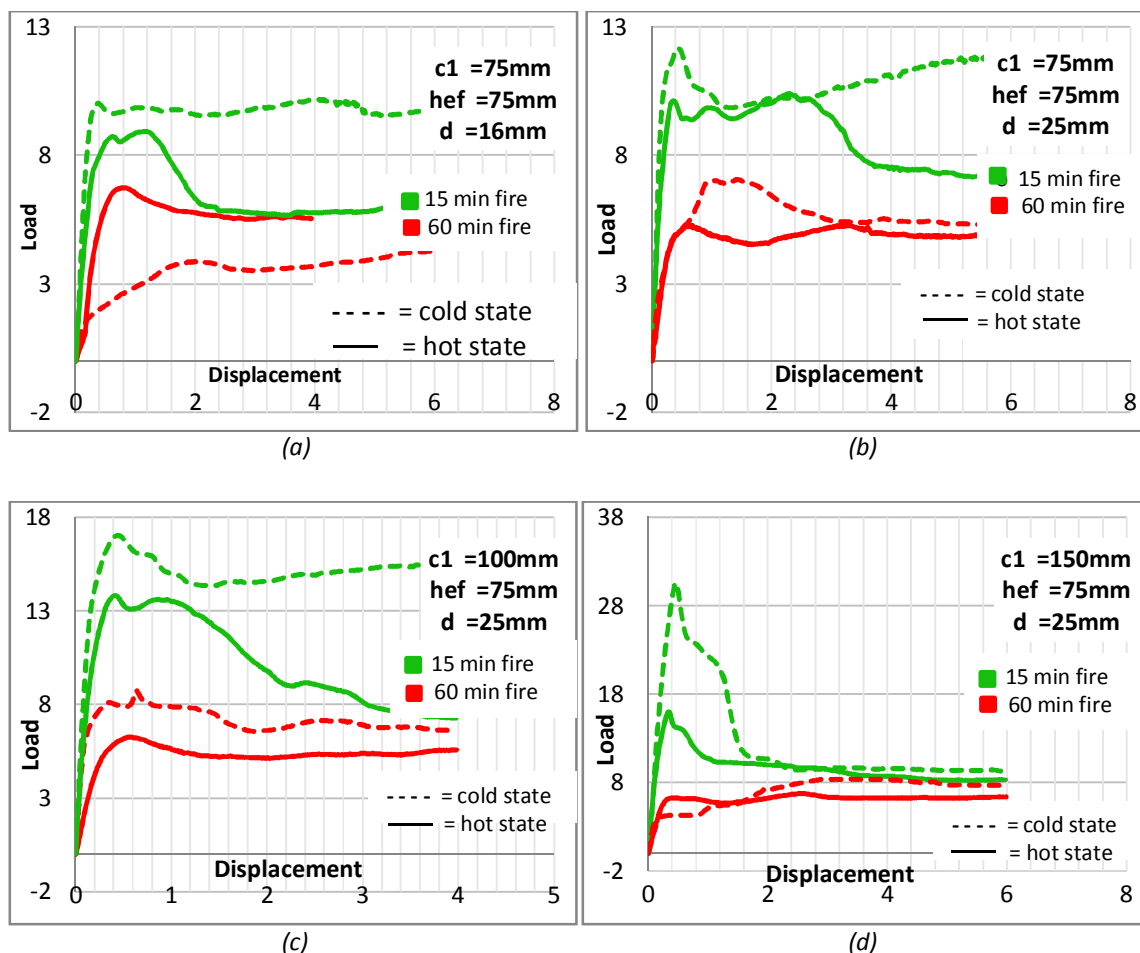 13
8
3
-2
Load
c1 =75mm
hef =75mm
d =16mm
15 min fire
60 min fire
= cold state
= hot state
Displacement
0 2 4 6 8
(a)
13
8
3
-2
Load
c1 =75mm
hef =75mm
d =25mm
15 min fire
60 min fire
= cold state
= hot state
Displacement
0 2 4 6 8
(b)
18
13
8
3
-2
Load
c1 =100mm
hef =75mm
d =25mm
15 min fire
60 min fire
= cold state
= hot state
Displacement
0 1 2 3 4 5
(c)
38
28
18
8
-2
Load
c1 =150mm
hef =75mm
d =25mm
15 min fire
60 min fire
= cold state
= hot state
Displacement
0 2 4 6 8
(d)